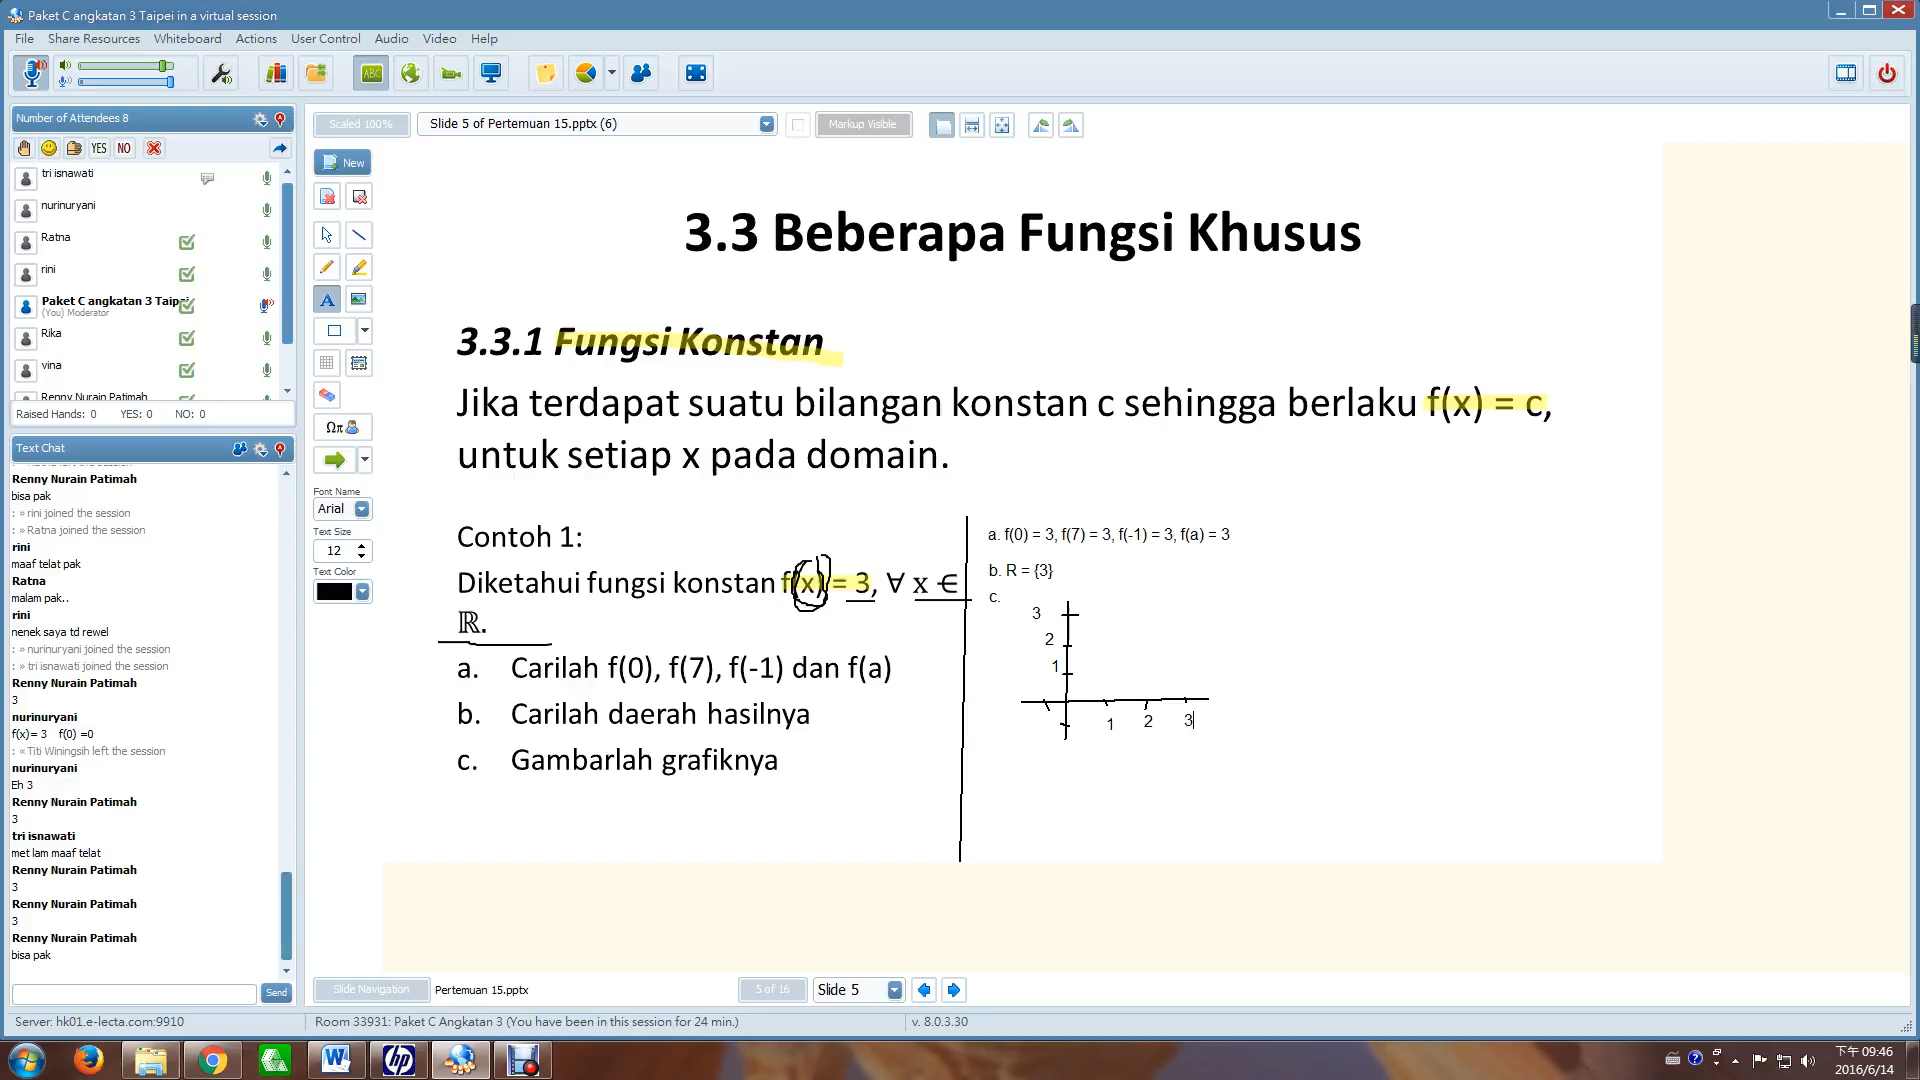 Paket C angkatan 3 Taipei in a virtual session
File Share Resources Whiteboard Actions User Control Audio Video Help
Number of Attendees 8
YES NO
tri isnawati
nurinuryani
Ratna
rini
Paket C angkatan 3 Taipei
(You) Moderator
Rika
vina
Renny Nurain Patimah
Raised Hands: 0 YES: 0 NO: 0
Text Chat
Renny Nurain Patimah
bisa pak
: » rini joined the session
: » Ratna joined the session
rini
maaf telat pak
Ratna
malam pak..
rini
nenek saya td rewel
: » nurinuryani joined the session
: » tri isnawati joined the session
Renny Nurain Patimah
3
nurinuryani
f(x)= 3 f(0) =0
: « Titi Winingsih left the session
nurinuryani
Eh 3
Renny Nurain Patimah
3
tri isnawati
met lam maaf telat
Renny Nurain Patimah
3
Renny Nurain Patimah
3
Renny Nurain Patimah
bisa pak
Send
Scaled 100%
Slide 5 of Pertemuan 15.pptx (6)
Markup Visible
New
ABC
A
Ωπ
Font Name
Arial
Text Size
12
Text Color
3.3 Beberapa Fungsi Khusus
3.3.1 Fungsi Konstan
Jika terdapat suatu bilangan konstan c sehingga berlaku f(x) = c,
untuk setiap x pada domain.
Contoh 1:
Diketahui fungsi konstan f(x) = 3, ∀ x ∈
ℝ.
a. Carilah f(0), f(7), f(-1) dan f(a)
b. Carilah daerah hasilnya
c. Gambarlah grafiknya
a. f(0) = 3, f(7) = 3, f(-1) = 3, f(a) = 3
b. R = {3}
c.
3
2
1
1 2 3
Slide Navigation
Pertemuan 15.pptx
5 of 16
Slide 5
Server: hk01.e-lecta.com:9910
Room 33931: Paket C Angkatan 3 (You have been in this session for 24 min.)
v. 8.0.3.30
下午 09:46
2016/6/14